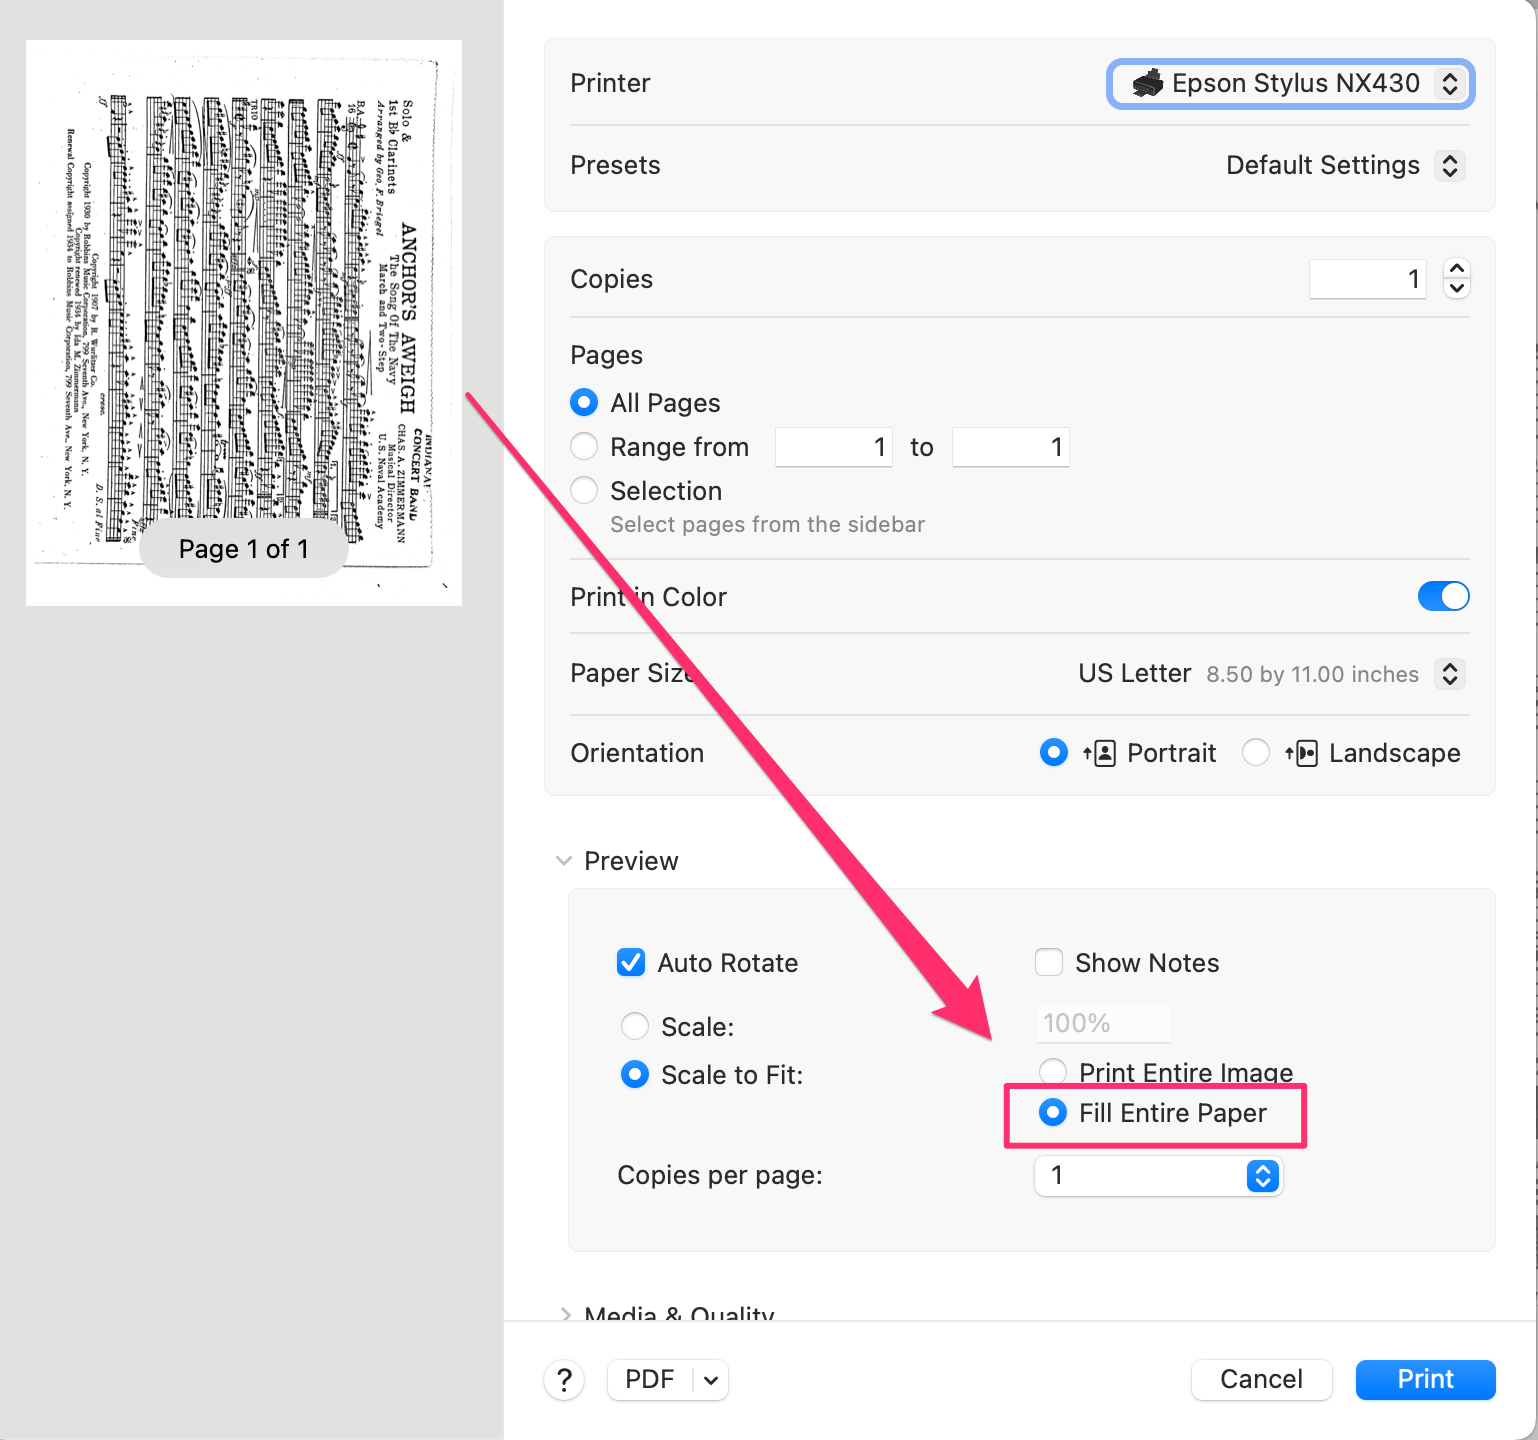 Solo &
1st B♭ Clarinets
Arranged by Geo. F. Briegel
ANCHOR'S AWEIGH
The Song Of The Navy
March and Two-Step
CONCERT BAND
CHAS. A. ZIMMERMANN
Musical Director
U. S. Naval Academy
TRIO
cresc.
D. S. al Fine
Fine
Copyright 1907 by R. Wurlitzer Co.
Copyright 1930 by Robbins Music Corporation, 799 Seventh Ave., New York, N. Y.
Copyright renewed 1934 by Ida M. Zimmermann
Renewal Copyright assigned 1934 to Robbins Music Corporation, 799 Seventh Ave., New York, N. Y.
Page 1 of 1
Printer Epson Stylus NX430
Presets Default Settings
Copies 1
Pages
All Pages
Range from 1 to 1
Selection
Select pages from the sidebar
Print in Color
Paper Size US Letter 8.50 by 11.00 inches
Orientation Portrait Landscape
Preview
Auto Rotate Show Notes
Scale: 100%
Scale to Fit: Print Entire Image
Fill Entire Paper
Copies per page: 1
Media & Quality
? PDF Cancel Print